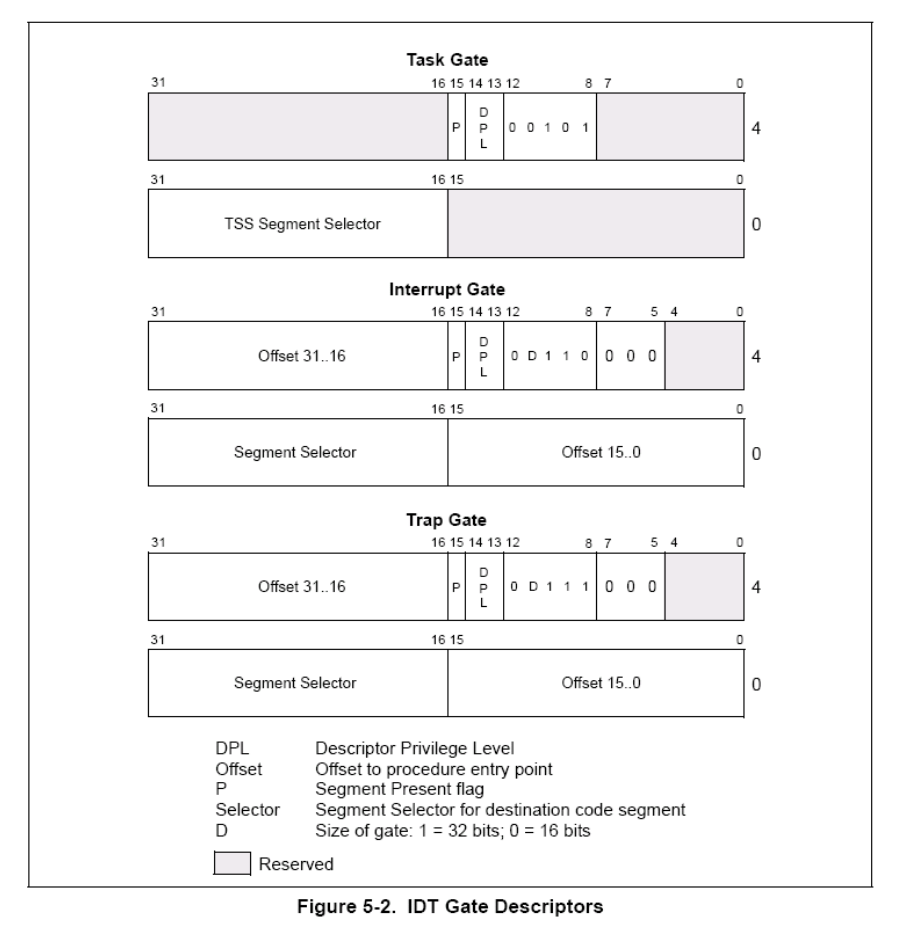 Task Gate
31 16 15 14 13 12 8 7 0
P D P L 0 0 1 0 1 4
31 16 15 0
TSS Segment Selector 0
Interrupt Gate
31 16 15 14 13 12 8 7 5 4 0
Offset 31..16 P D P L 0 D 1 1 0 0 0 0 4
31 16 15 0
Segment Selector Offset 15..0 0
Trap Gate
31 16 15 14 13 12 8 7 5 4 0
Offset 31..16 P D P L 0 D 1 1 1 0 0 0 4
31 16 15 0
Segment Selector Offset 15..0 0
DPL Descriptor Privilege Level
Offset Offset to procedure entry point
P Segment Present flag
Selector Segment Selector for destination code segment
D Size of gate: 1 = 32 bits; 0 = 16 bits
Reserved
Figure 5-2. IDT Gate Descriptors